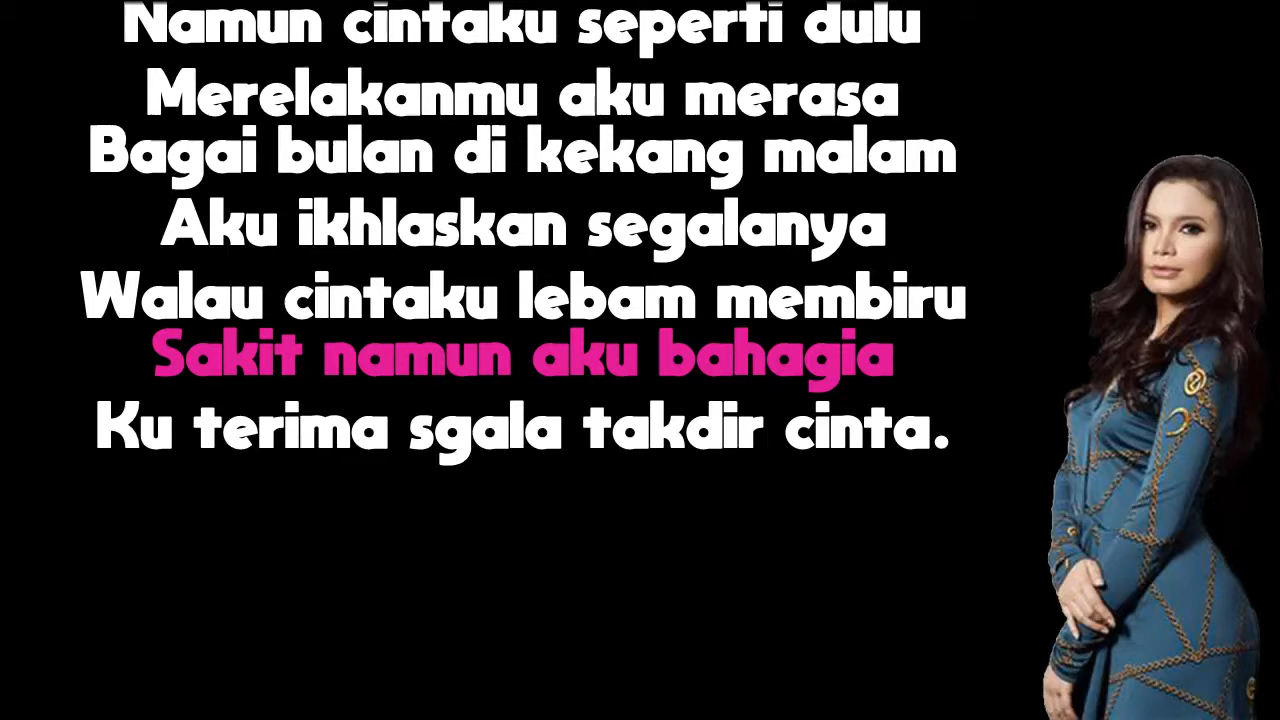 Namun cintaku seperti dulu
Merelakanmu aku merasa
Bagai bulan di kekang malam
Aku ikhlaskan segalanya
Walau cintaku lebam membiru
Sakit namun aku bahagia
Ku terima sgala takdir cinta.